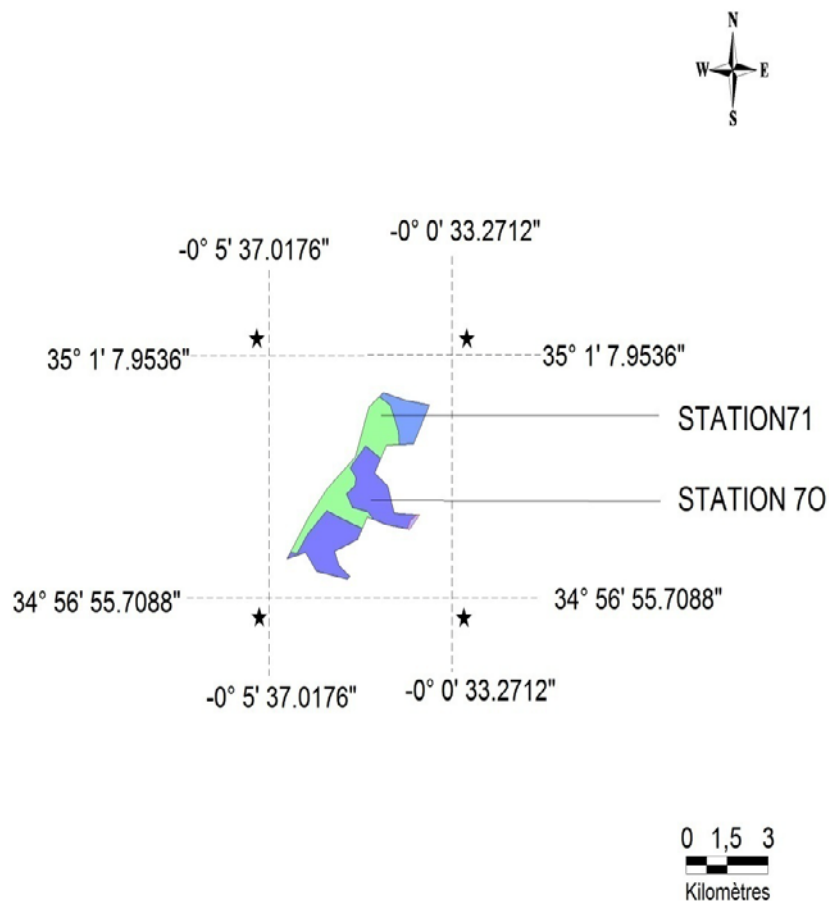 N
W E
S
-0° 0' 33.2712"
-0° 5' 37.0176"
35° 1' 7.9536" 35° 1' 7.9536"
STATION71
STATION 7O
34° 56' 55.7088" 34° 56' 55.7088"
-0° 5' 37.0176" -0° 0' 33.2712"
0 1,5 3
Kilomètres